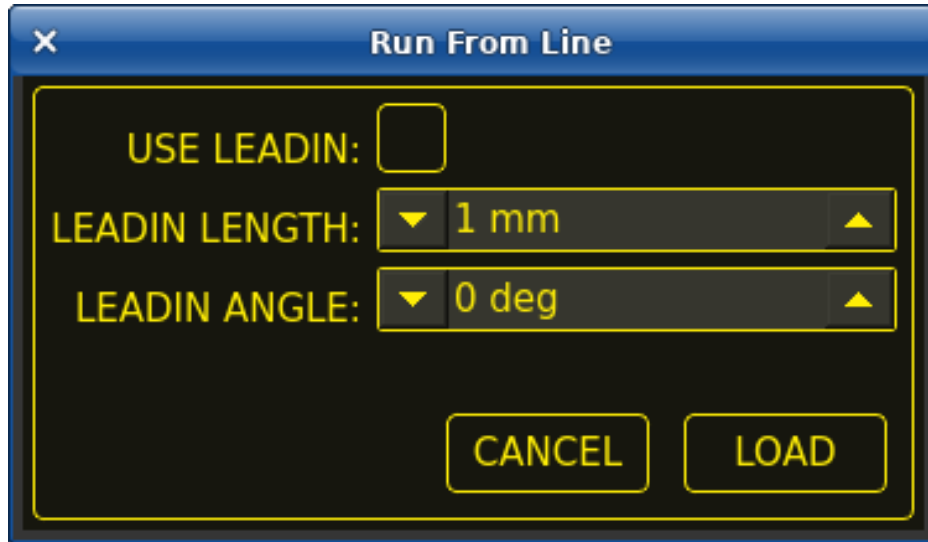 Run From Line
USE LEADIN:
LEADIN LENGTH: 1 mm
LEADIN ANGLE: 0 deg
CANCEL LOAD